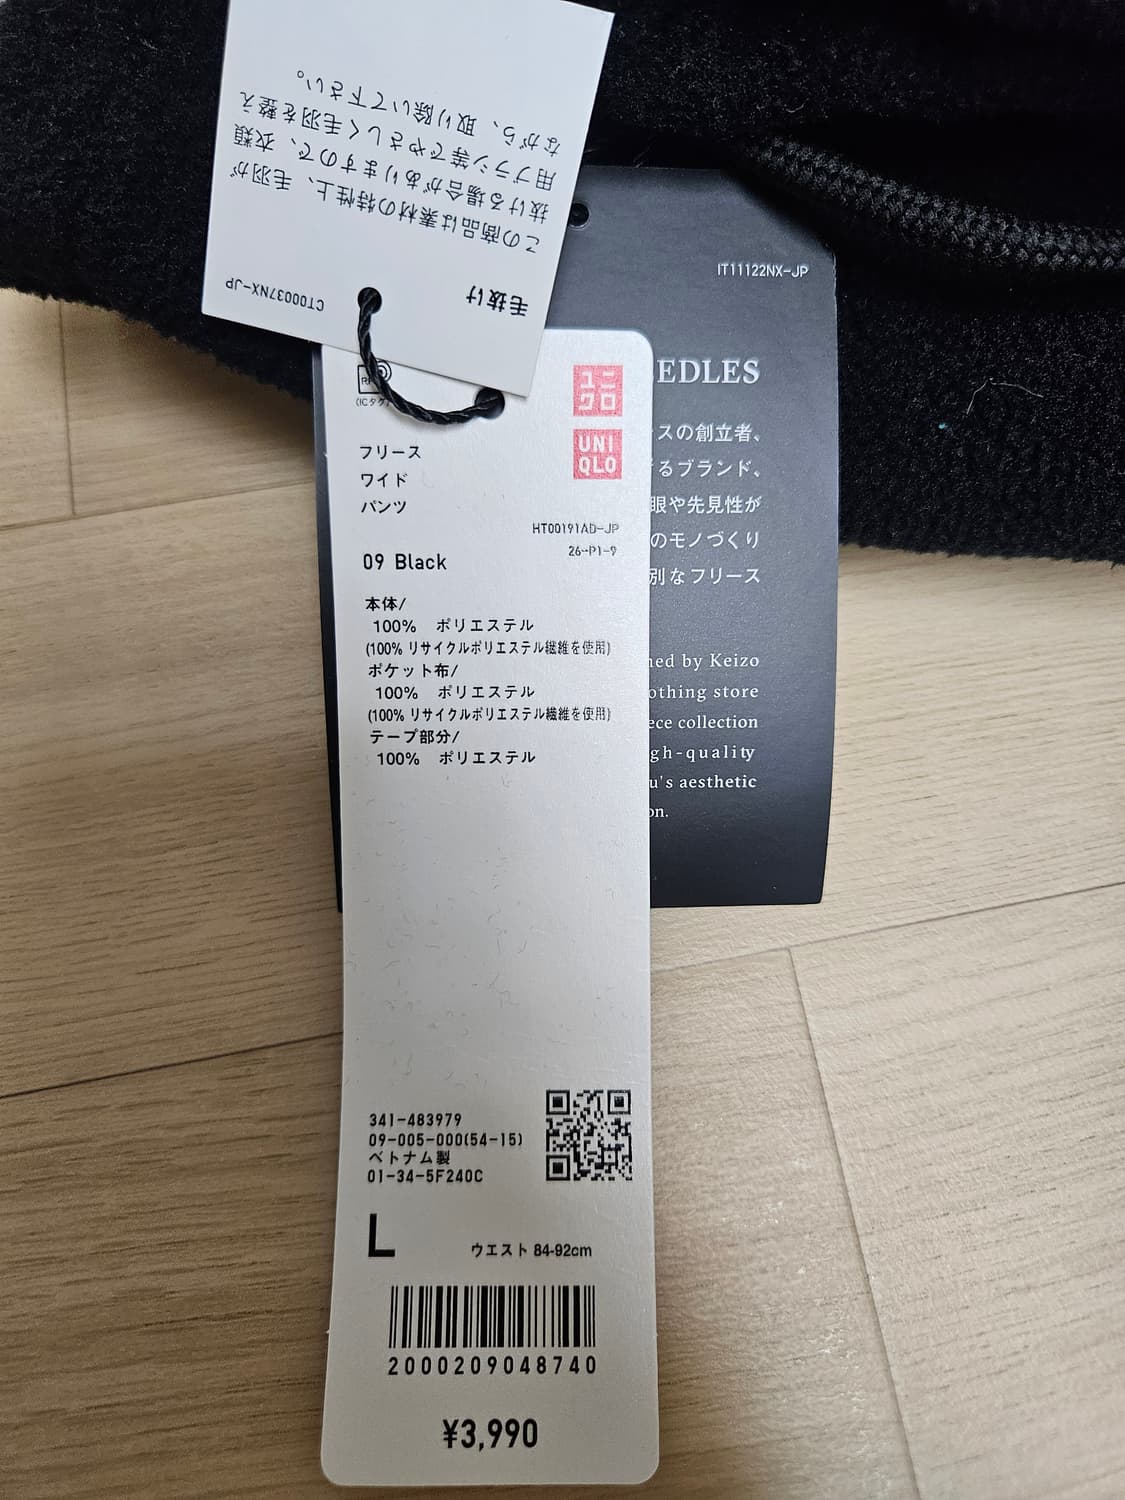 この商品は素材の特性上、毛羽が
抜ける場合がありますので、衣類
用ブラシ等でやさしく毛羽を整え
ながら、取り除いて下さい。
毛抜け
CT00037NX-JP
IT11122NX-JP
EEDLES
スの創立者、
るブランド、
眼や先見性が
のモノづくり
別なフリース
ned by Keizo
othing store
ece collection
gh-quality
u's aesthetic
on.
(ICタグ)
ユニ
クロ
UNI
QLO
フリース
ワイド
パンツ
HT00191AD-JP
26-P1-9
09 Black
本体/
100% ポリエステル
(100% リサイクルポリエステル繊維を使用)
ポケット布/
100% ポリエステル
(100% リサイクルポリエステル繊維を使用)
テープ部分/
100% ポリエステル
341-483979
09-005-000(54-15)
ベトナム製
01-34-5F240C
L ウエスト 84-92cm
2000209048740
¥3,990